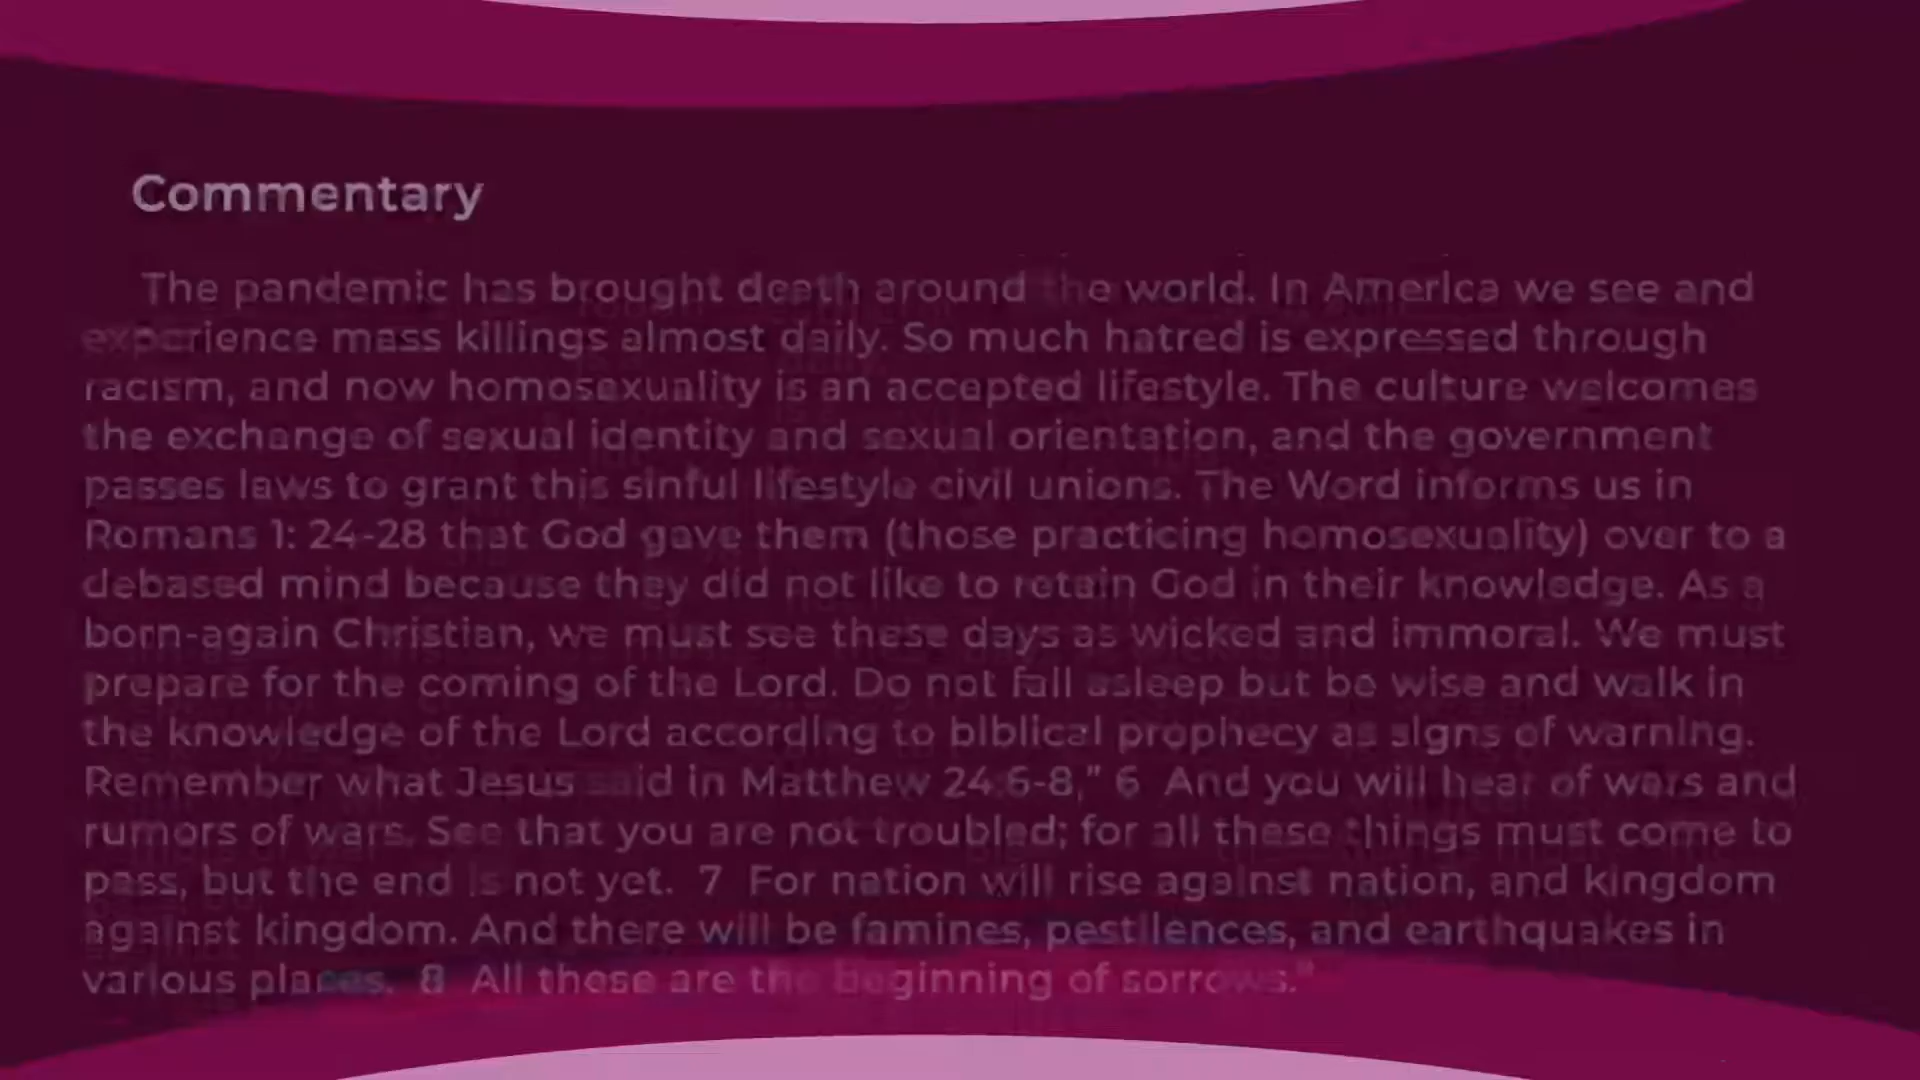 Commentary
The pandemic has brought death around the world. In America we see and
experience mass killings almost daily. So much hatred is expressed through
racism, and now homosexuality is an accepted lifestyle. The culture welcomes
the exchange of sexual identity and sexual orientation, and the government
passes laws to grant this sinful lifestyle civil unions. The Word informs us in
Romans 1: 24-28 that God gave them (those practicing homosexuality) over to a
debased mind because they did not like to retain God in their knowledge. As a
born-again Christian, we must see these days as wicked and immoral. We must
prepare for the coming of the Lord. Do not fall asleep but be wise and walk in
the knowledge of the Lord according to biblical prophecy as signs of warning.
Remember what Jesus said in Matthew 24:6-8,” 6 And you will hear of wars and
rumors of wars. See that you are not troubled; for all these things must come to
pass, but the end is not yet. 7 For nation will rise against nation, and kingdom
against kingdom. And there will be famines, pestilences, and earthquakes in
various places. 8 All these are the beginning of sorrows.”